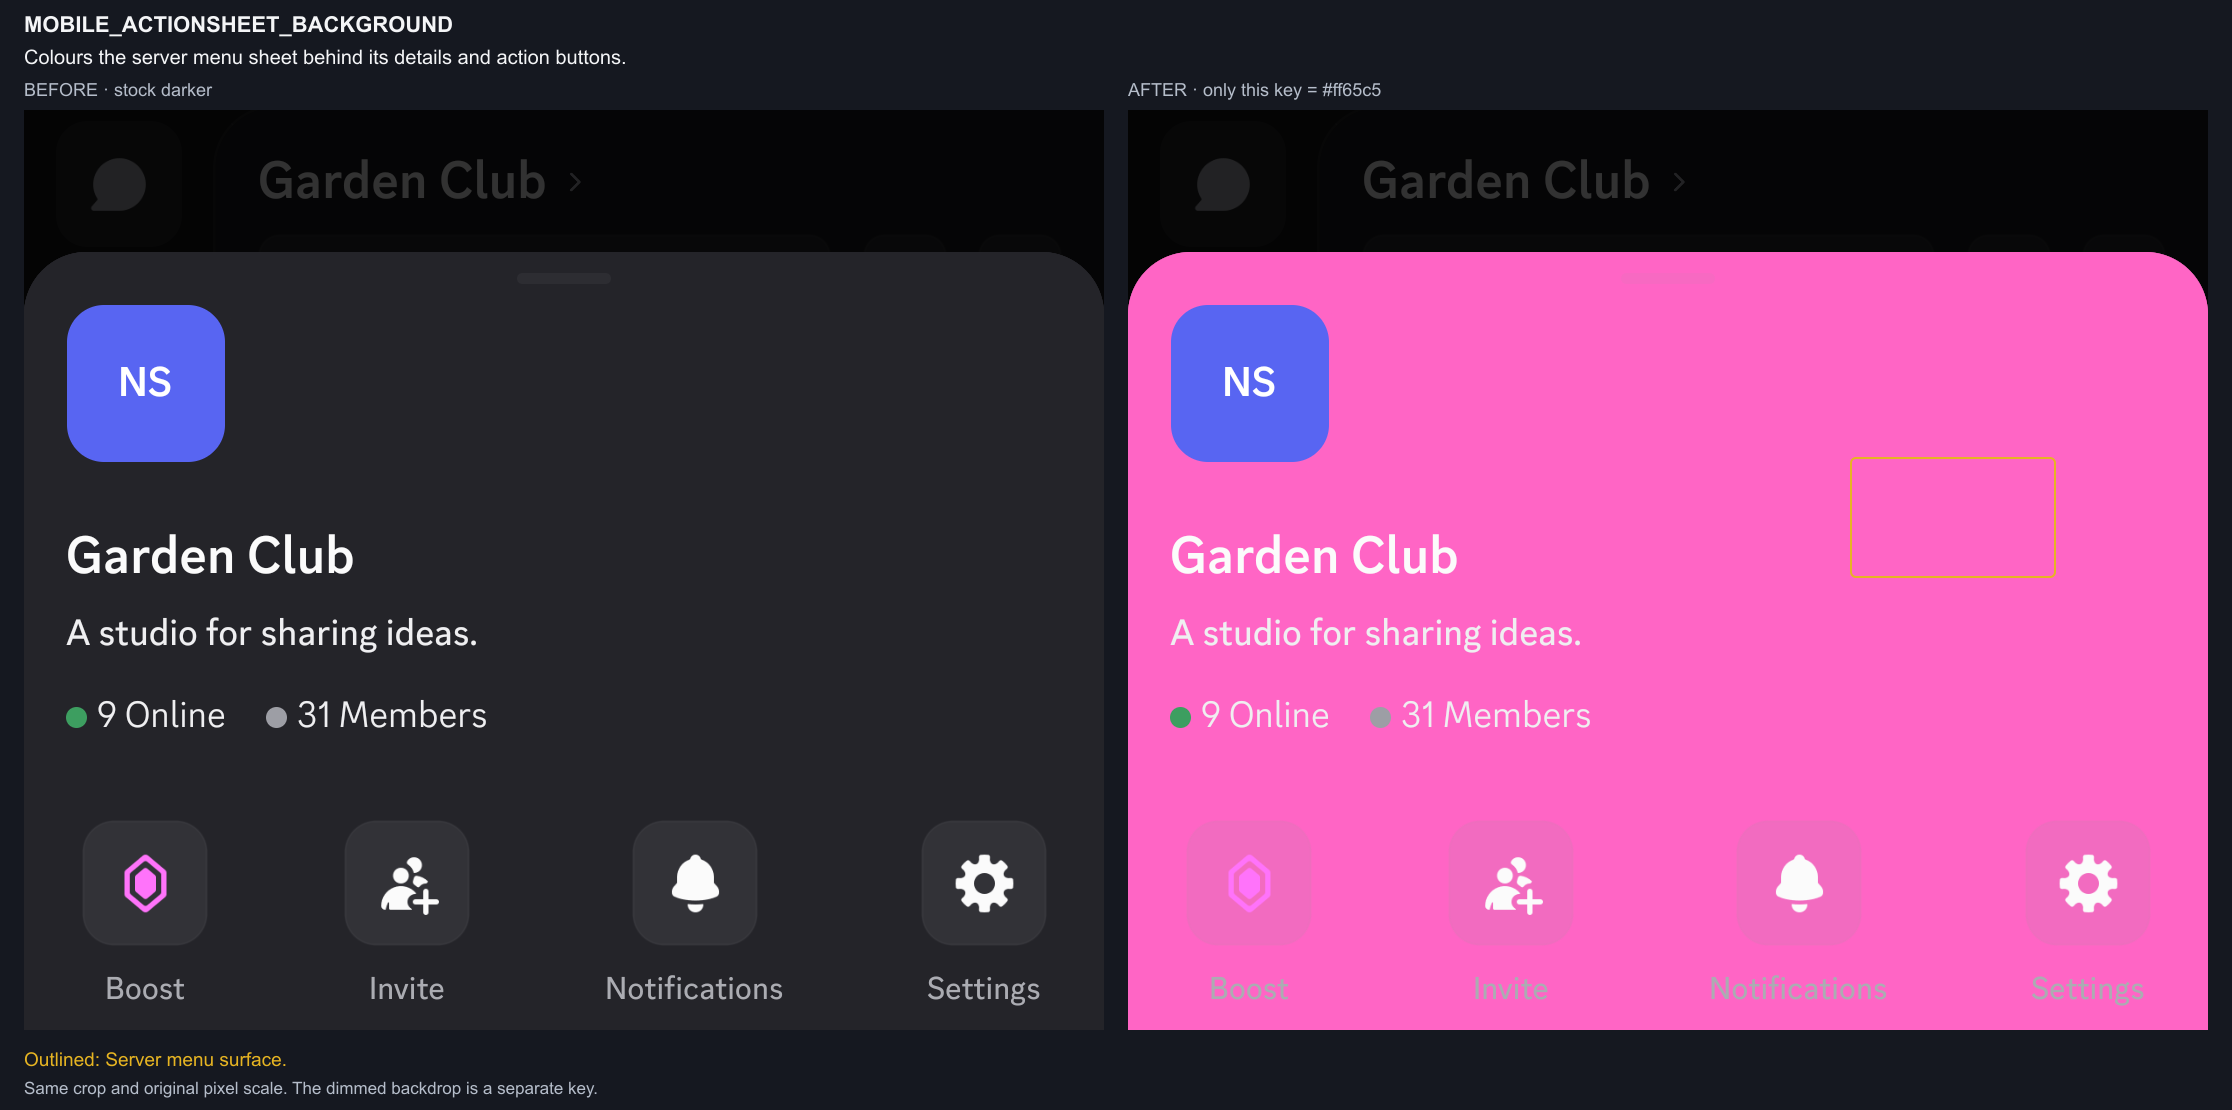 MOBILE_ACTIONSHEET_BACKGROUND
Colours the server menu sheet behind its details and action buttons.
BEFORE · stock darker
AFTER · only this key = #ff65c5
Garden Club
NS
Garden Club
A studio for sharing ideas.
9 Online 31 Members
Boost Invite Notifications Settings
Garden Club
NS
Garden Club
A studio for sharing ideas.
9 Online 31 Members
Boost Invite Notifications Settings
Outlined: Server menu surface.
Same crop and original pixel scale. The dimmed backdrop is a separate key.